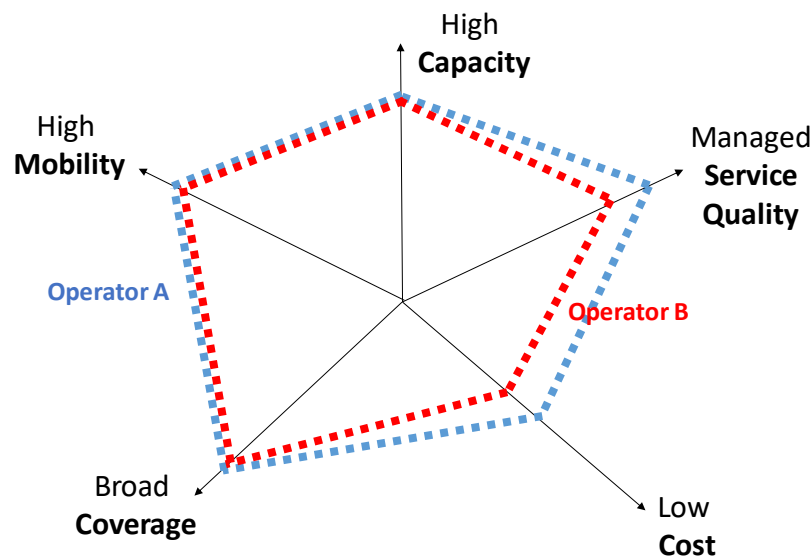 High
Capacity
High
Mobility
Managed
Service
Quality
Operator A
Operator B
Broad
Coverage
Low
Cost